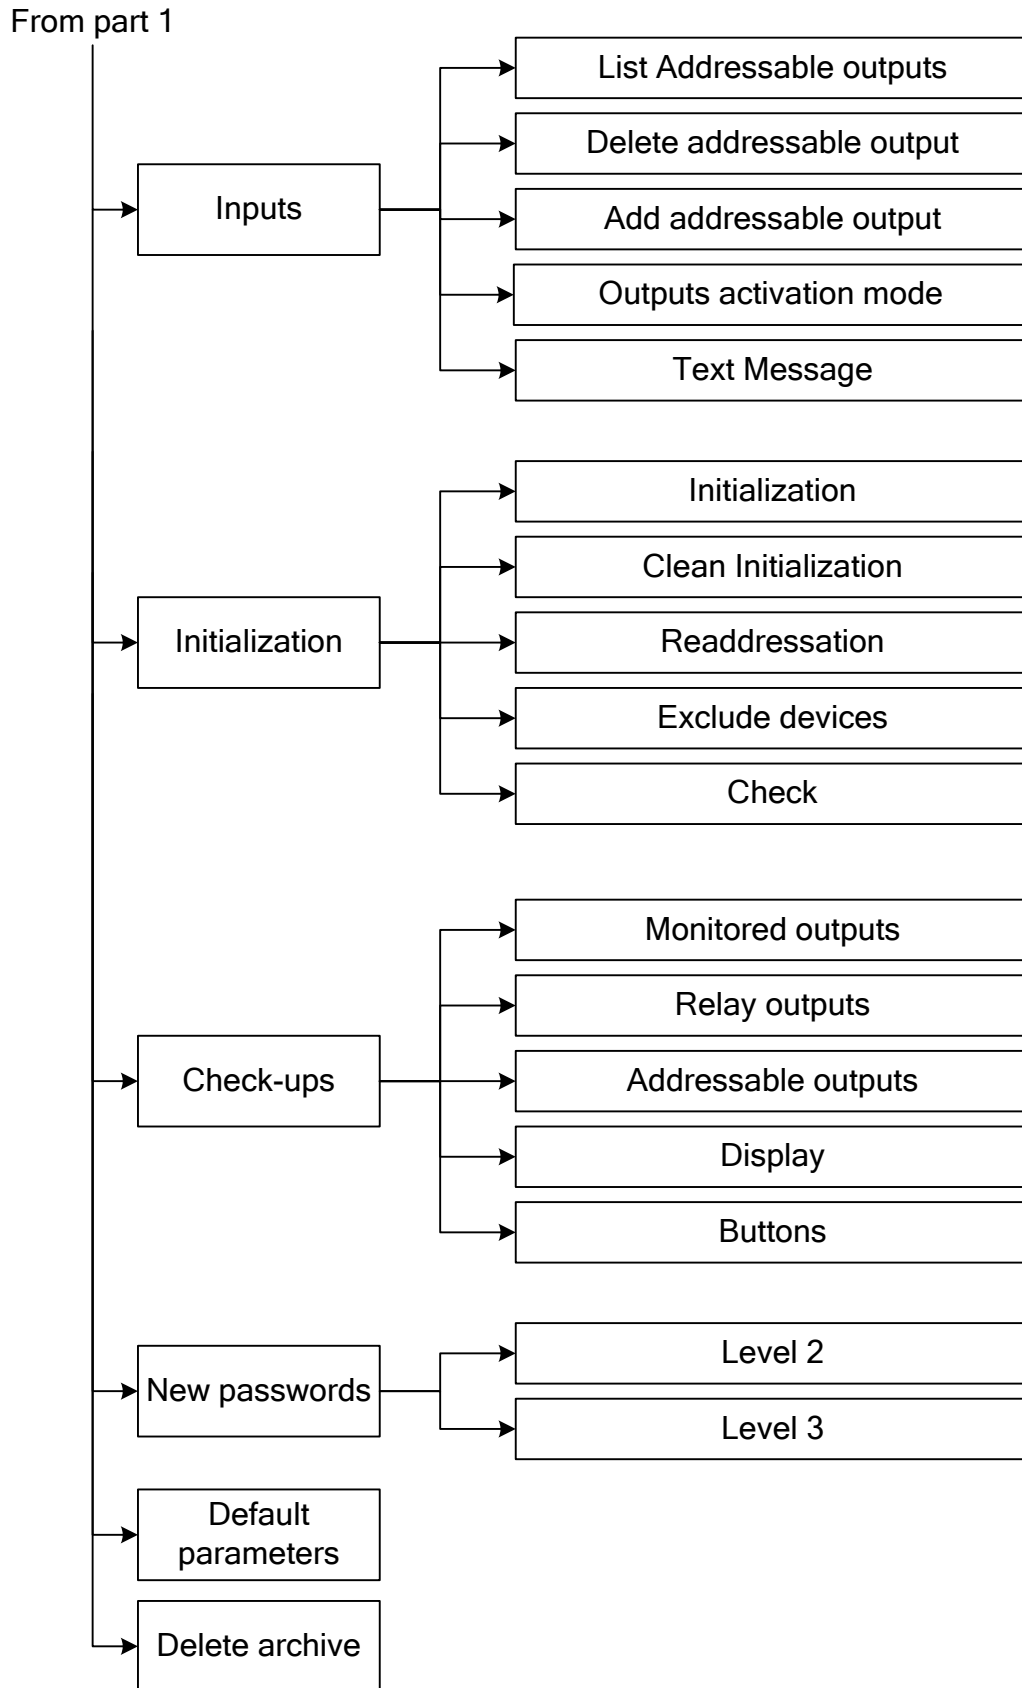 From part 1
Inputs
List Addressable outputs
Delete addressable output
Add addressable output
Outputs activation mode
Text Message
Initialization
Initialization
Clean Initialization
Readdressation
Exclude devices
Check
Check-ups
Monitored outputs
Relay outputs
Addressable outputs
Display
Buttons
New passwords
Level 2
Level 3
Default
parameters
Delete archive